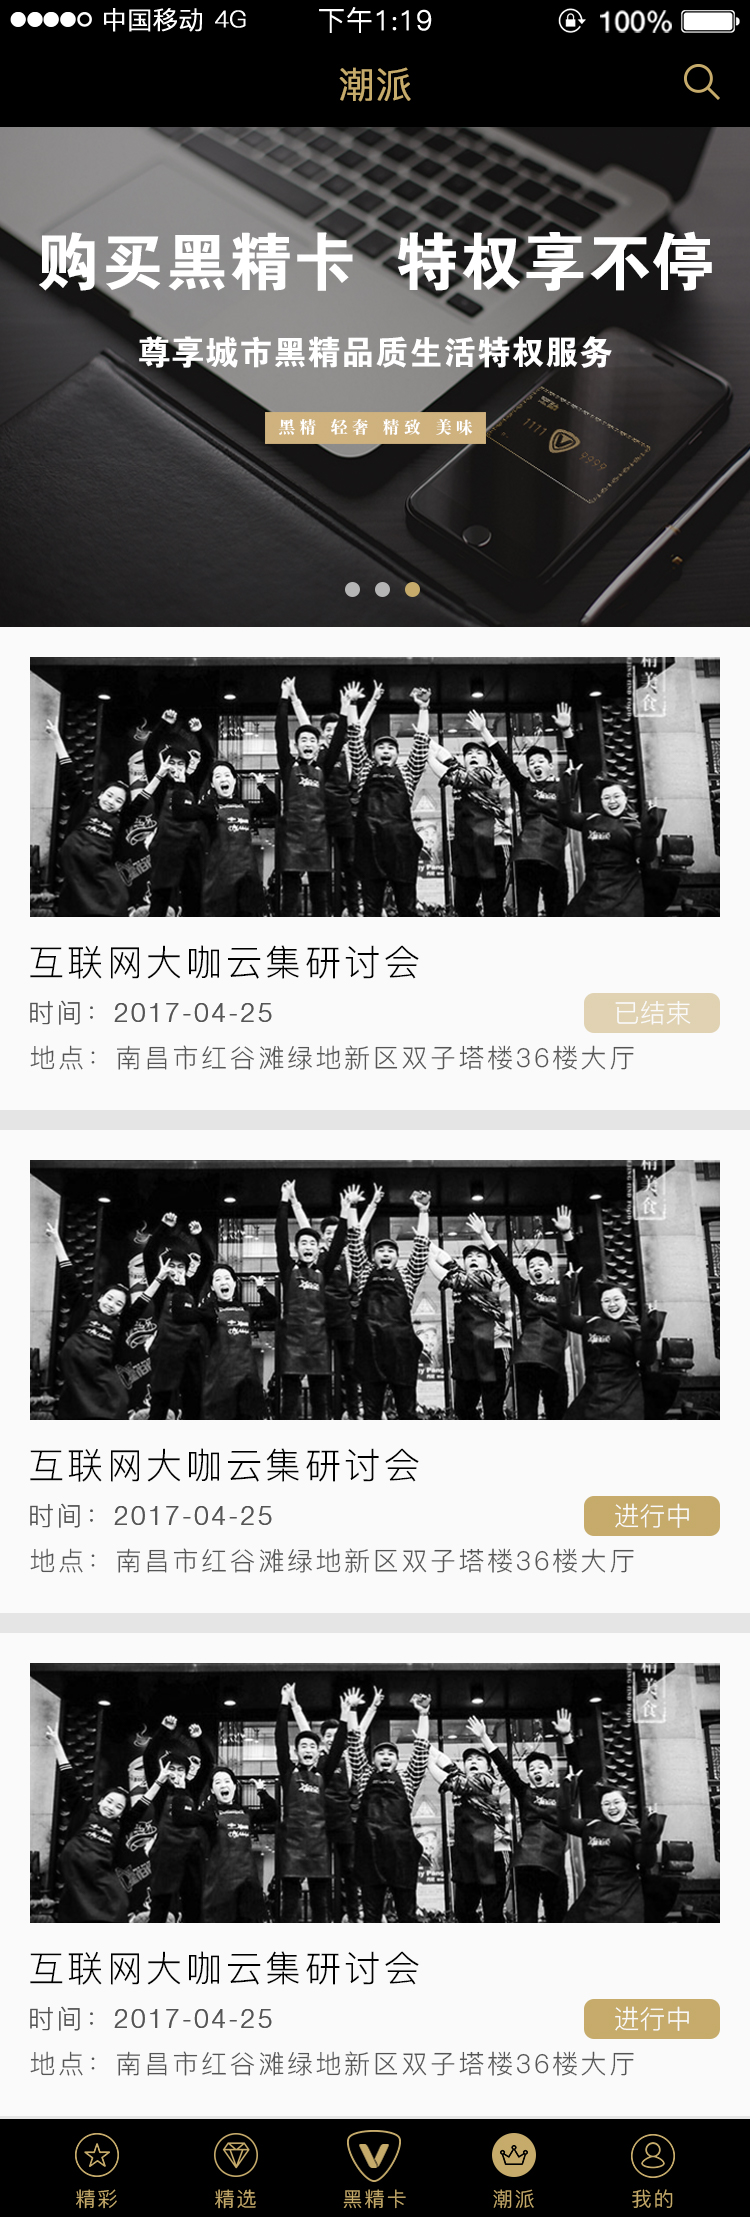 中国移动 4G 下午1:19 100%
潮派
购买黑精卡 特权享不停
尊享城市黑精品质生活特权服务
黑精 轻奢 精致 美味
1111 9999
美食
互联网大咖云集研讨会
时间：2017-04-25
已结束
地点：南昌市红谷滩绿地新区双子塔楼36楼大厅
美食
互联网大咖云集研讨会
时间：2017-04-25
进行中
地点：南昌市红谷滩绿地新区双子塔楼36楼大厅
美食
互联网大咖云集研讨会
时间：2017-04-25
进行中
地点：南昌市红谷滩绿地新区双子塔楼36楼大厅
精彩 精选 黑精卡 潮派 我的